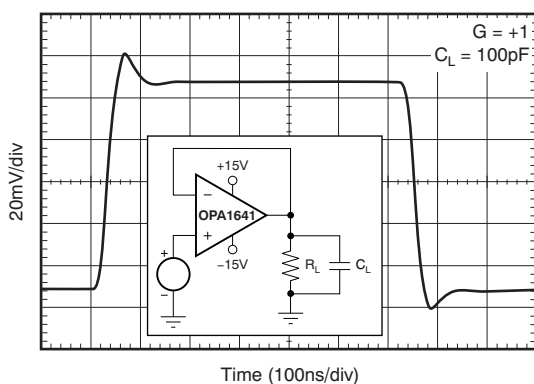 G = +1
C_L = 100pF
20mV/div
+15V
−
OPA1641
+
−15V
+
−
R_L
C_L
Time (100ns/div)